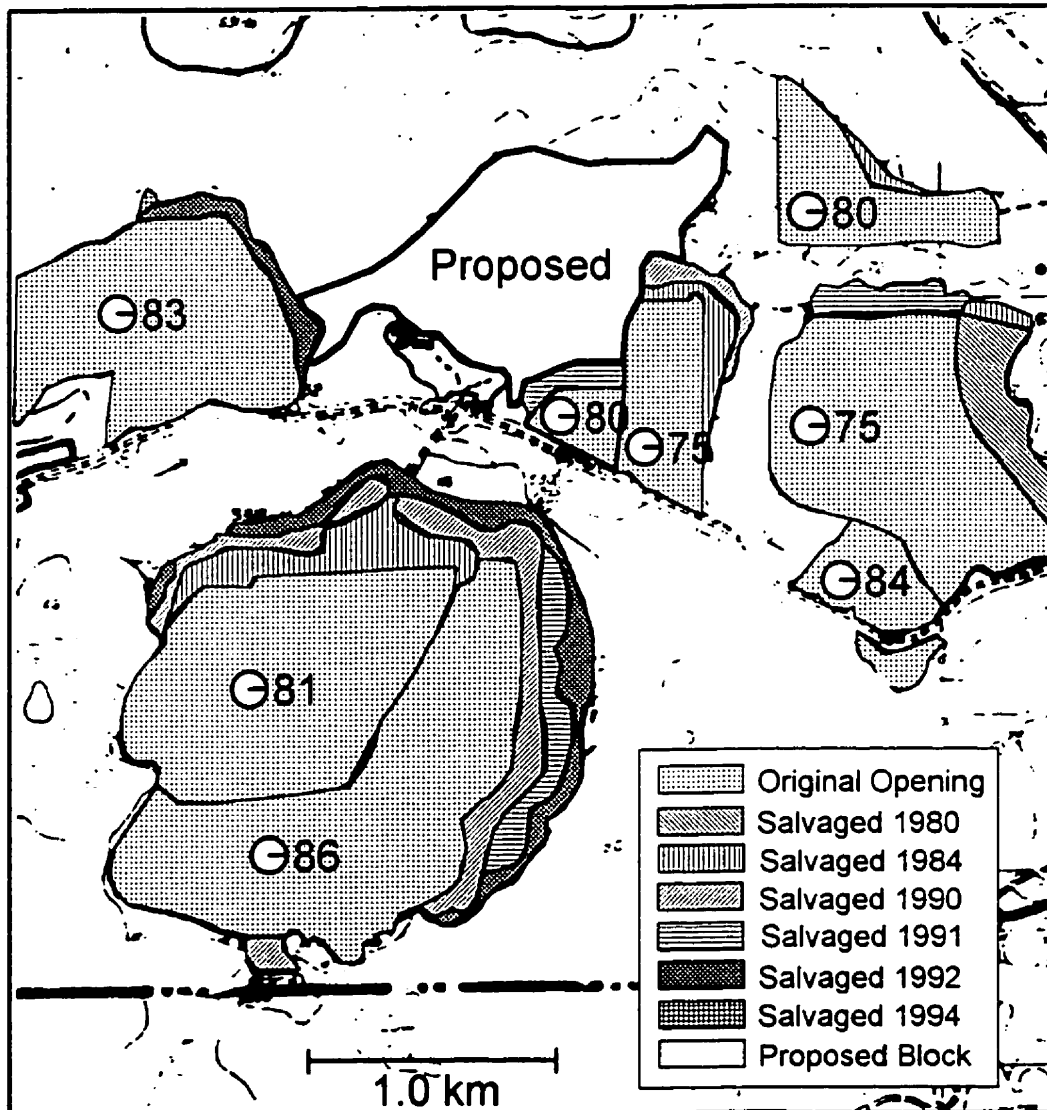 80
Proposed
83
80
75
75
84
81
86
Original Opening
Salvaged 1980
Salvaged 1984
Salvaged 1990
Salvaged 1991
Salvaged 1992
Salvaged 1994
Proposed Block
1.0 km